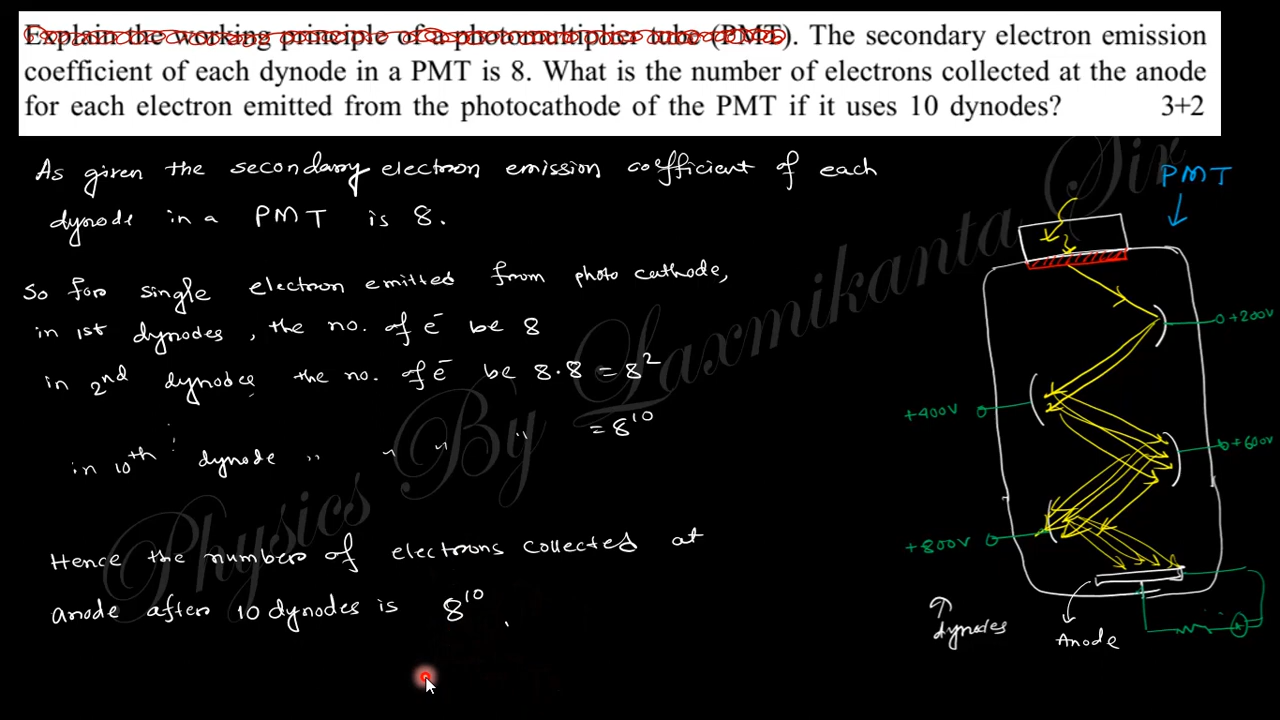 Explain the working principle of a photomultiplier tube (PMT). The secondary electron emission
coefficient of each dynode in a PMT is 8. What is the number of electrons collected at the anode
for each electron emitted from the photocathode of the PMT if it uses 10 dynodes? 3+2
As given the secondary electron emission coefficient of each
dynode in a PMT is 8.
So for single electron emitted from photo cathode,
in 1st dynodes, the no. of e⁻ be 8
in 2nd dynodes the no. of e⁻ be 8·8 = 8²
in 10th dynode " " " " = 8¹⁰
Hence the numbers of electrons collected at
anode after 10 dynodes is 8¹⁰.
PMT
+200V
+400V
+600V
+800V
dynodes
Anode
Physics By Laxmikanta Sir